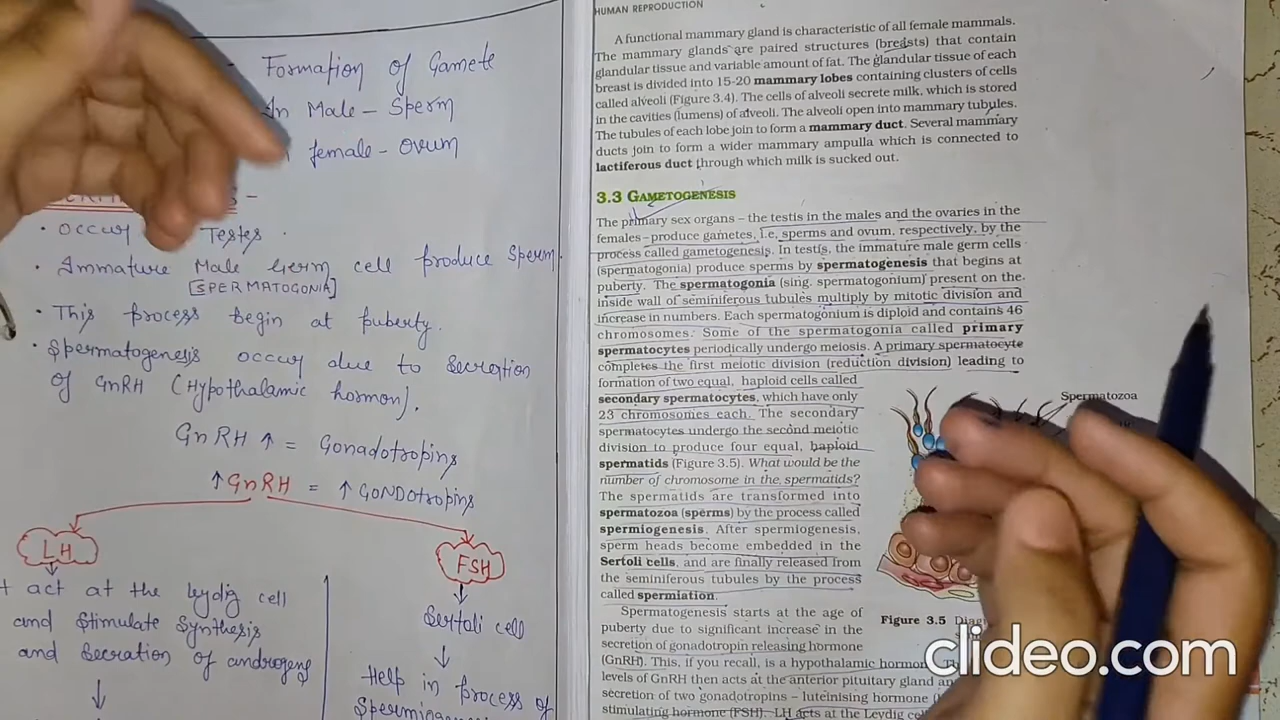 Formation of Gamete
In Male - Sperm
female - Ovum
Occur Testes.
Immature Male Germ cell produce Sperm.
[SPERMATOGONIA]
This process begin at puberty.
Spermatogenesis occur due to Secretion
of GnRH (Hypothalamic hormon).
GnRH ↑ = Gonadotropins
↑ GnRH = ↑ GONDOtropins
LH
FSH
act at the leydig cell
and Stimulate Synthesis
and Secretion of androgens
Sertoli cell
Help in process of
HUMAN REPRODUCTION
A functional mammary gland is characteristic of all female mammals.
The mammary glands are paired structures (breasts) that contain
glandular tissue and variable amount of fat. The glandular tissue of each
breast is divided into 15-20 mammary lobes containing clusters of cells
called alveoli (Figure 3.4). The cells of alveoli secrete milk, which is stored
in the cavities (lumens) of alveoli. The alveoli open into mammary tubules.
The tubules of each lobe join to form a mammary duct. Several mammary
ducts join to form a wider mammary ampulla which is connected to
lactiferous duct through which milk is sucked out.
3.3 GAMETOGENESIS
The primary sex organs – the testis in the males and the ovaries in the
females – produce gametes, i.e, sperms and ovum, respectively, by the
process called gametogenesis. In testis, the immature male germ cells
(spermatogonia) produce sperms by spermatogenesis that begins at
puberty. The spermatogonia (sing. spermatogonium) present on the
inside wall of seminiferous tubules multiply by mitotic division and
increase in numbers. Each spermatogonium is diploid and contains 46
chromosomes. Some of the spermatogonia called primary
spermatocytes periodically undergo meiosis. A primary spermatocyte
completes the first meiotic division (reduction division) leading to
formation of two equal, haploid cells called
secondary spermatocytes, which have only
23 chromosomes each. The secondary
spermatocytes undergo the second meiotic
division to produce four equal, haploid
spermatids (Figure 3.5). What would be the
number of chromosome in the spermatids?
The spermatids are transformed into
spermatozoa (sperms) by the process called
spermiogenesis. After spermiogenesis,
sperm heads become embedded in the
Sertoli cells, and are finally released from
the seminiferous tubules by the process
called spermiation.
Spermatozoa
Figure 3.5
Spermatogenesis starts at the age of
puberty due to significant increase in the
secretion of gonadotropin releasing hormone
(GnRH). This, if you recall, is a hypothalamic
levels of GnRH then acts at the anterior pituitary gland
secretion of two gonadotropins – luteinising hormone
stimulating hormone (FSH). LH acts at the Leydig
clideo.com